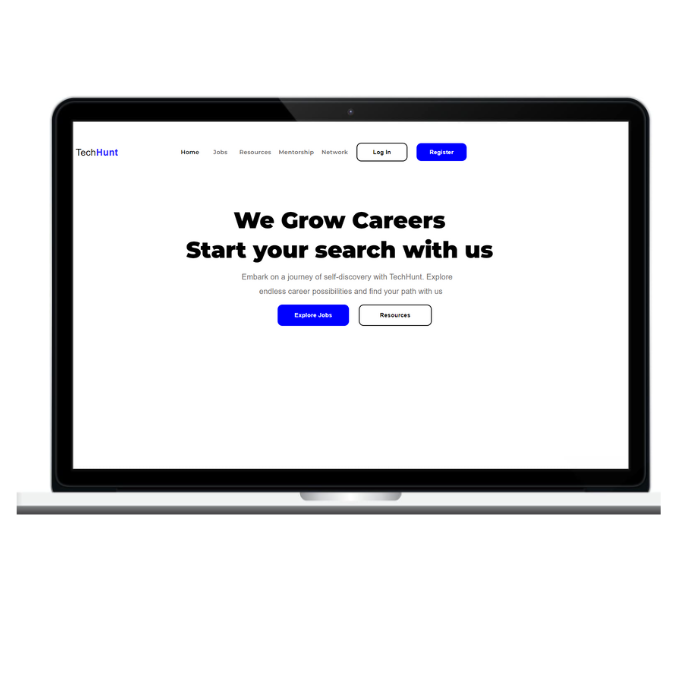 TechHunt Home Jobs Resources Mentorship Network Log In Register
We Grow Careers
Start your search with us
Embark on a journey of self-discovery with TechHunt. Explore
endless career possibilities and find your path with us
Explore Jobs Resources